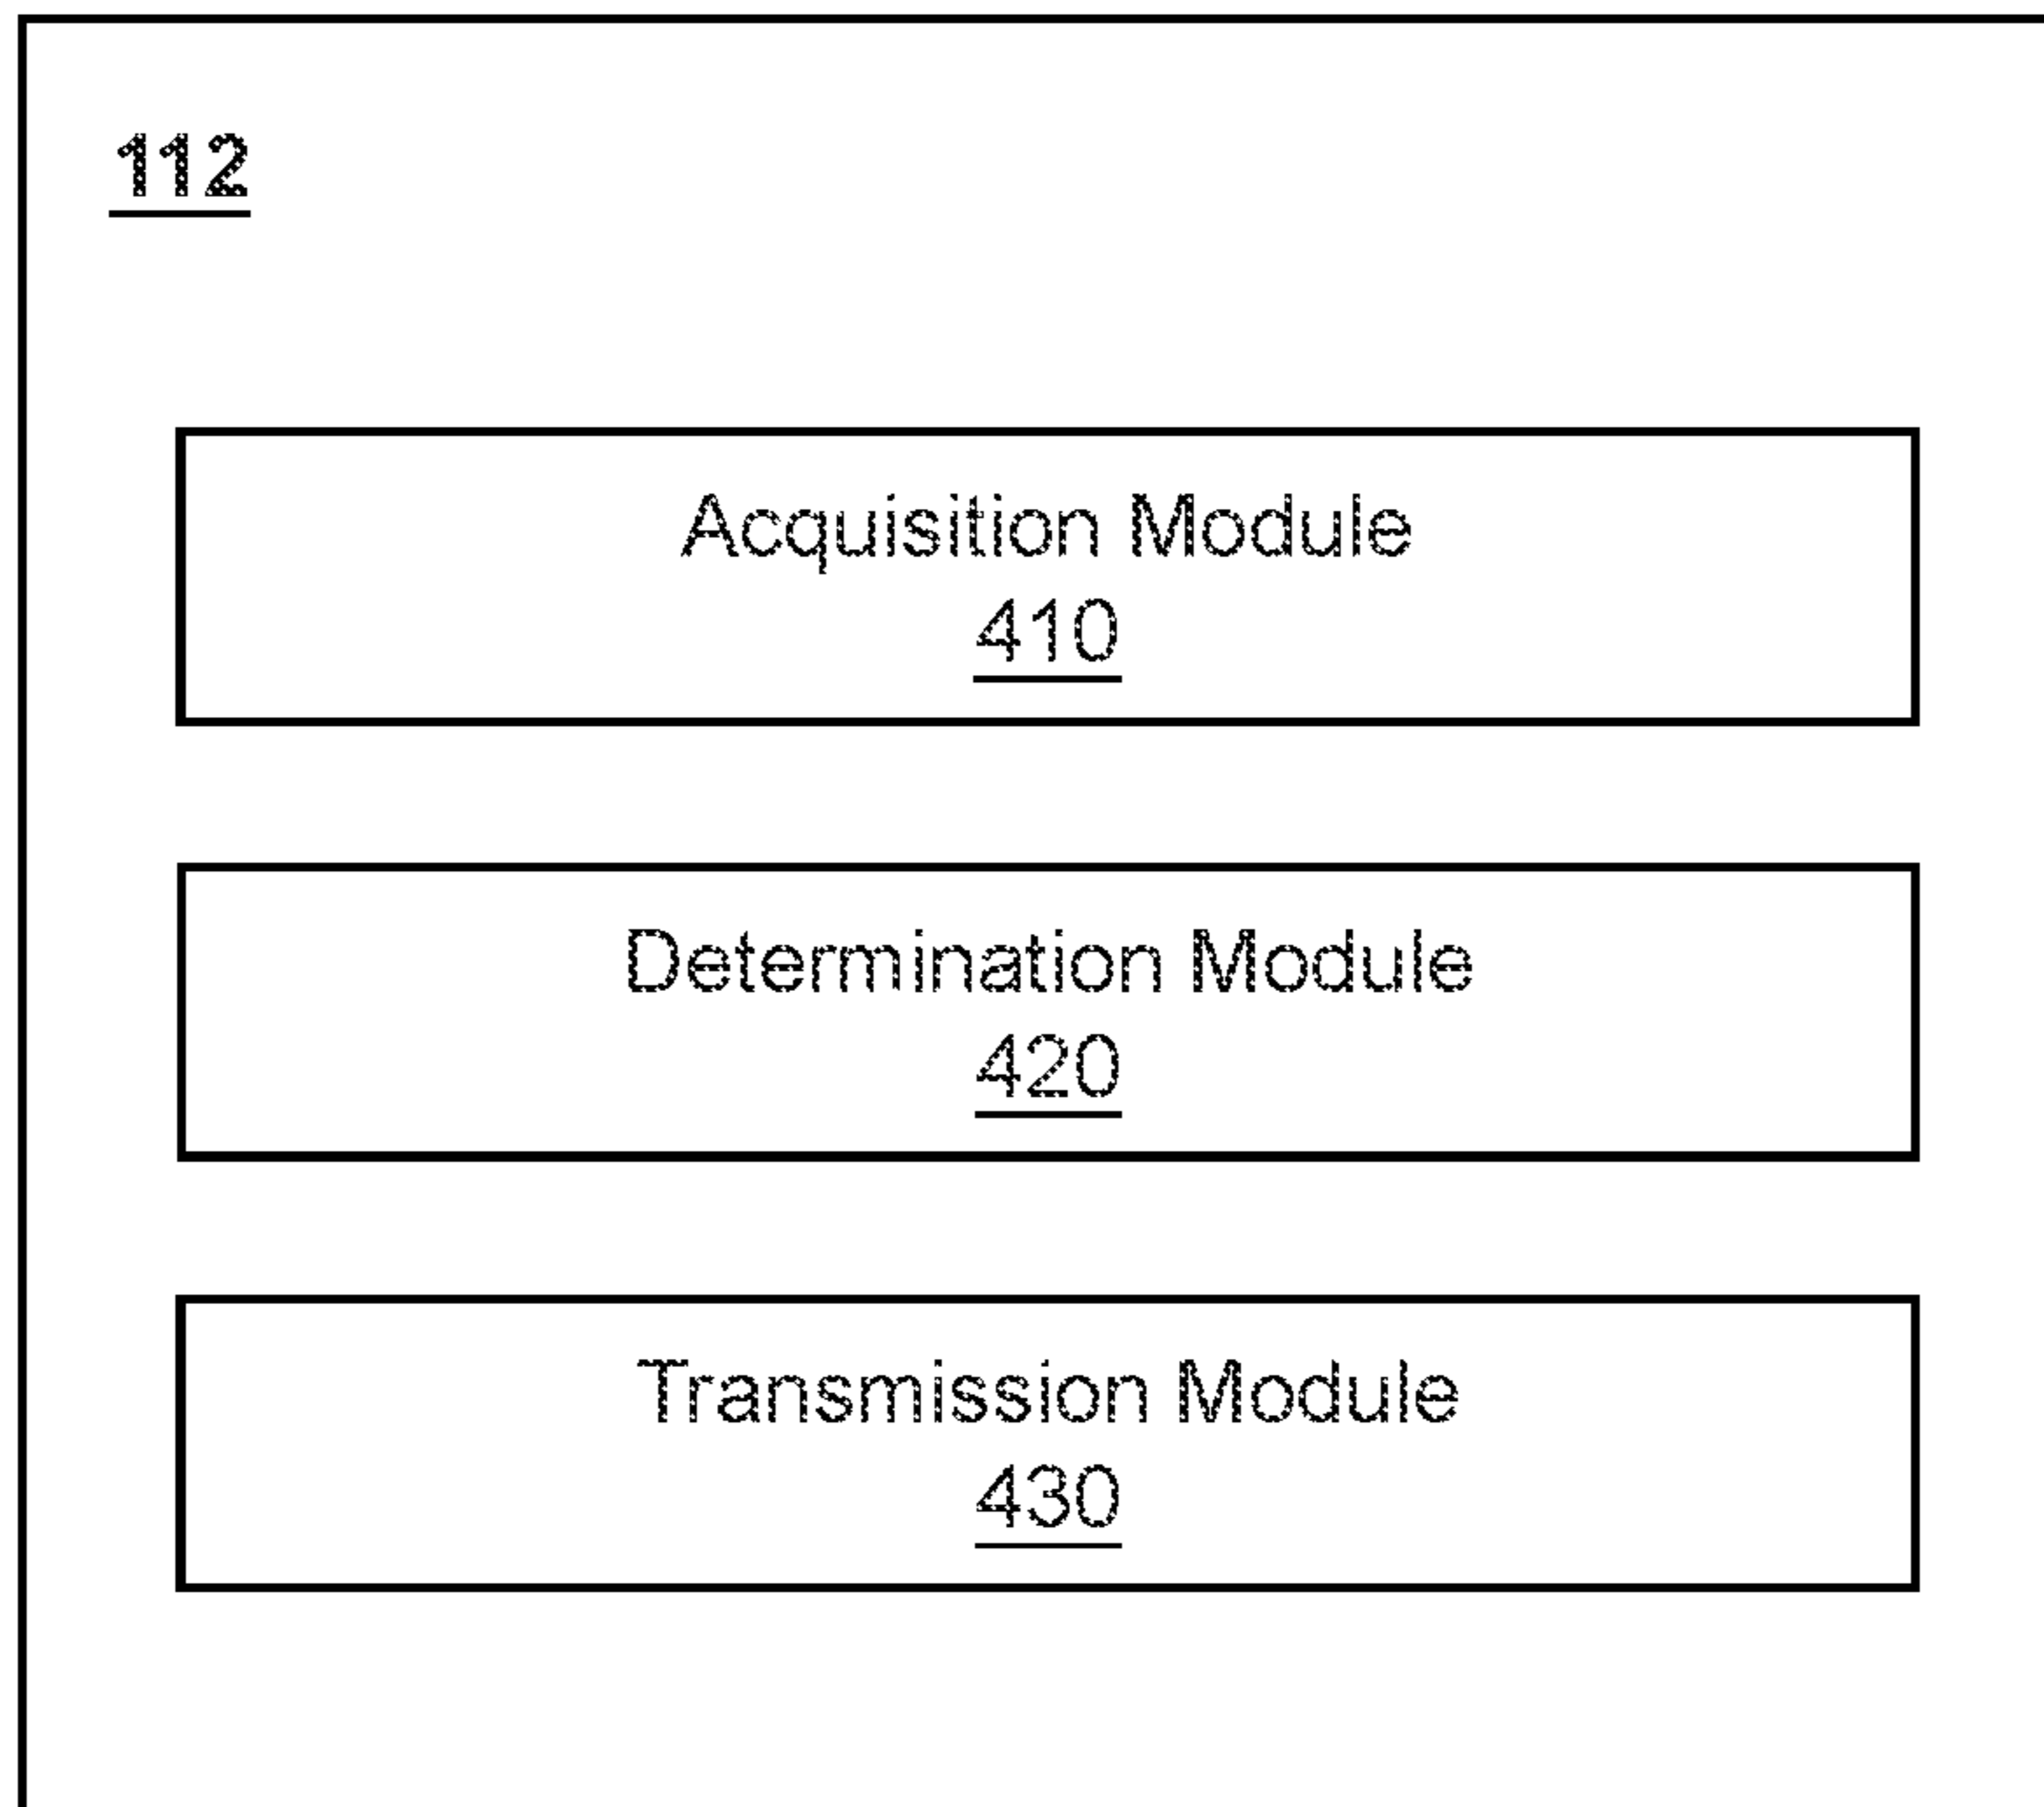 112
Acquisition Module
410
Determination Module
420
Transmission Module
430